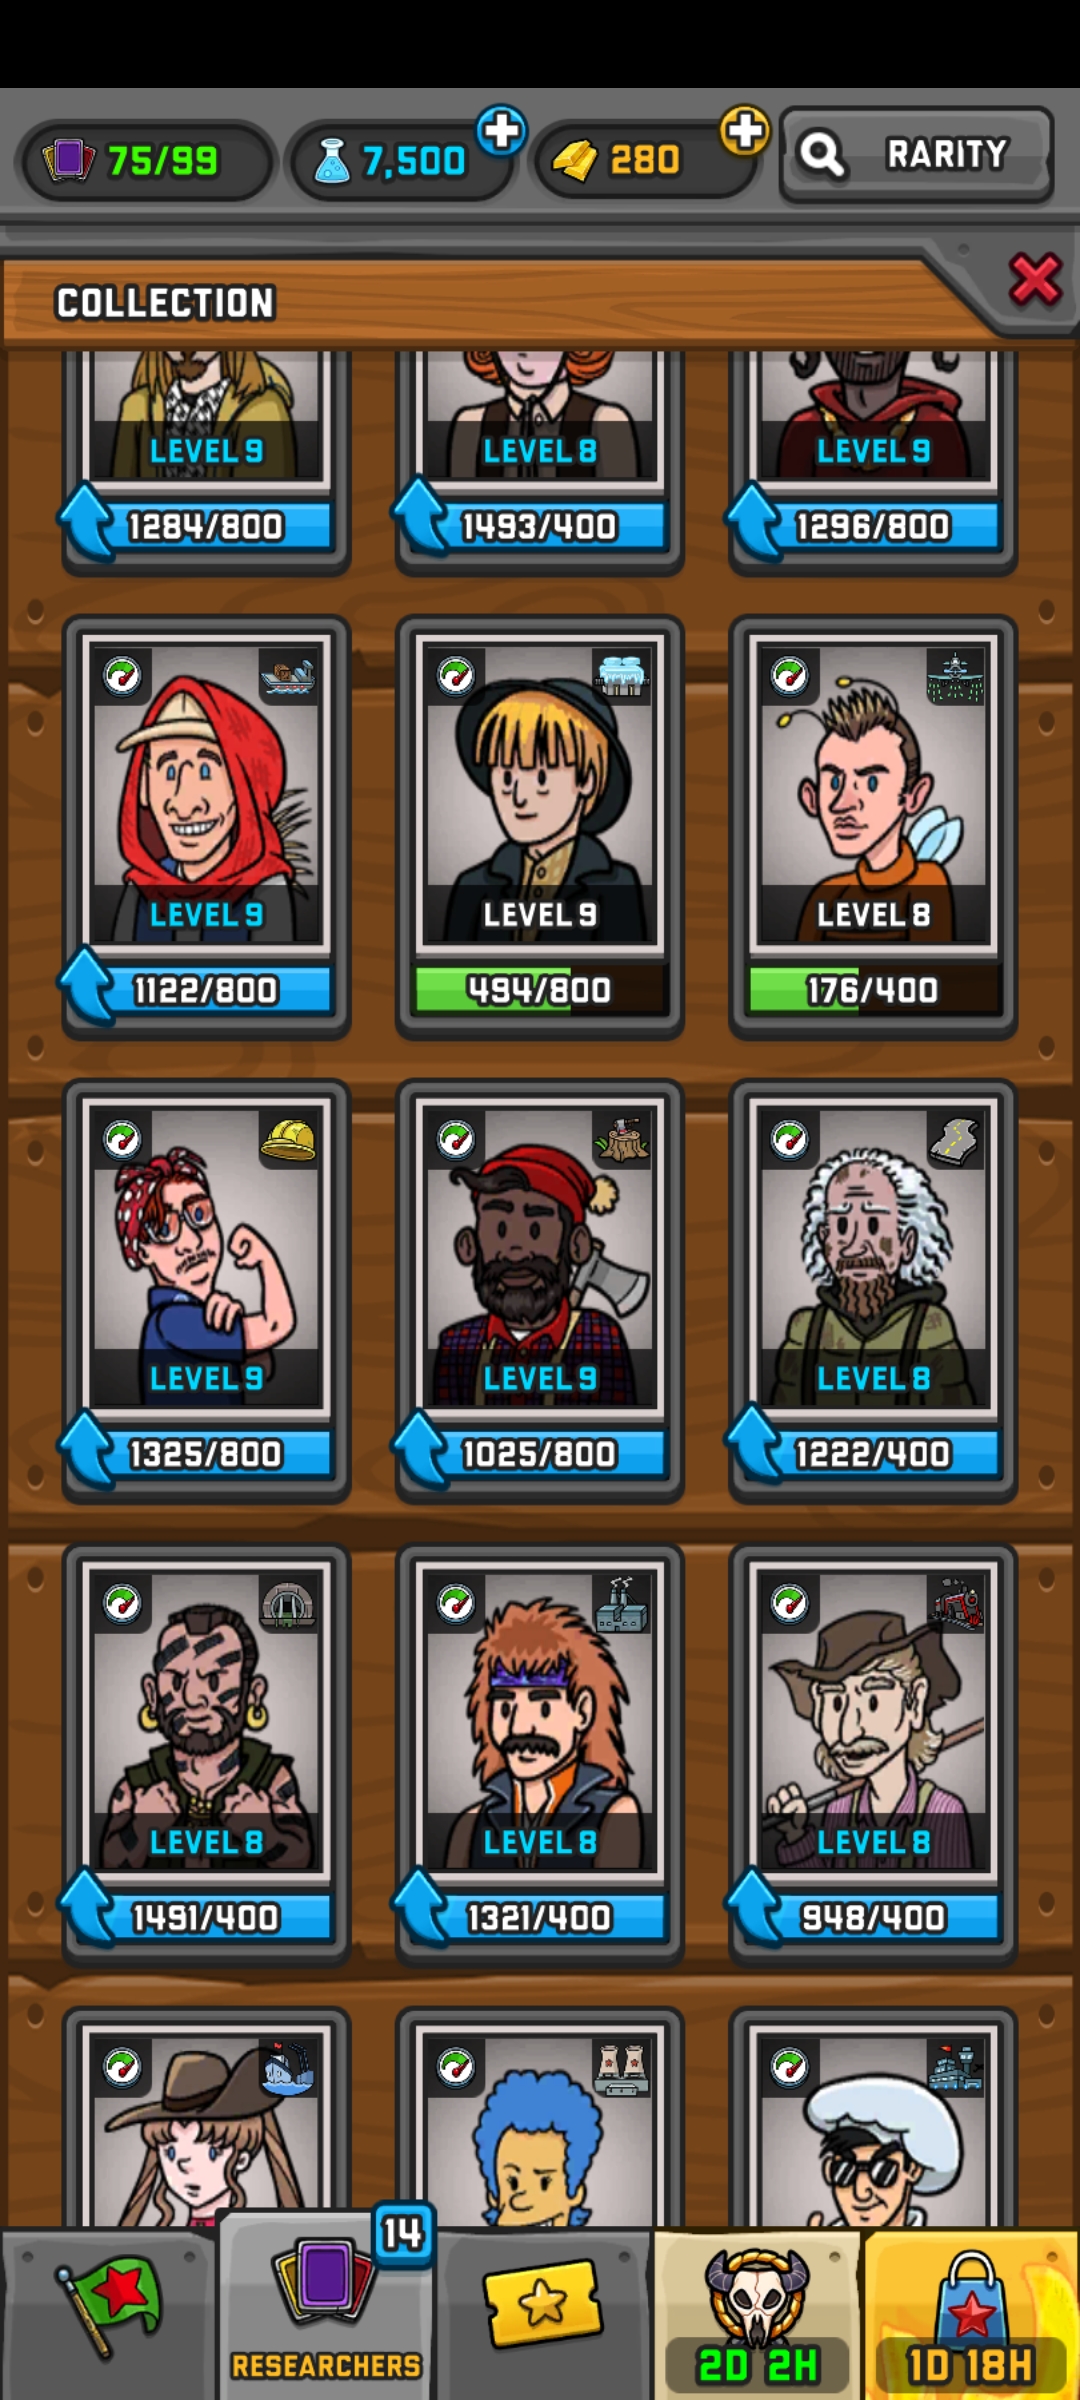 75/99 7,500 280 RARITY
COLLECTION
LEVEL 9 LEVEL 8 LEVEL 9
1284/800 1493/400 1296/800
LEVEL 9 LEVEL 9 LEVEL 8
1122/800 494/800 176/400
LEVEL 9 LEVEL 9 LEVEL 8
1325/800 1025/800 1222/400
LEVEL 8 LEVEL 8 LEVEL 8
1491/400 1321/400 948/400
14
RESEARCHERS 2D 2H 1D 18H